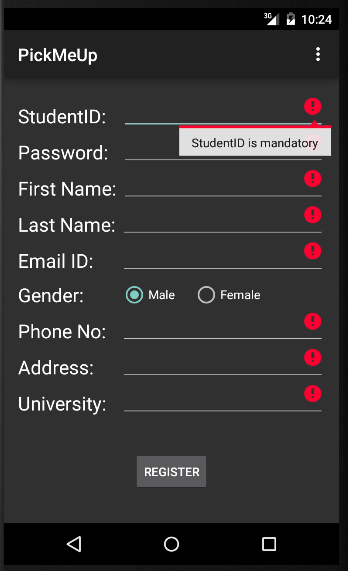 3G 10:24
PickMeUp
StudentID:
StudentID is mandatory
Password:
First Name:
Last Name:
Email ID:
Gender: Male Female
Phone No:
Address:
University:
REGISTER